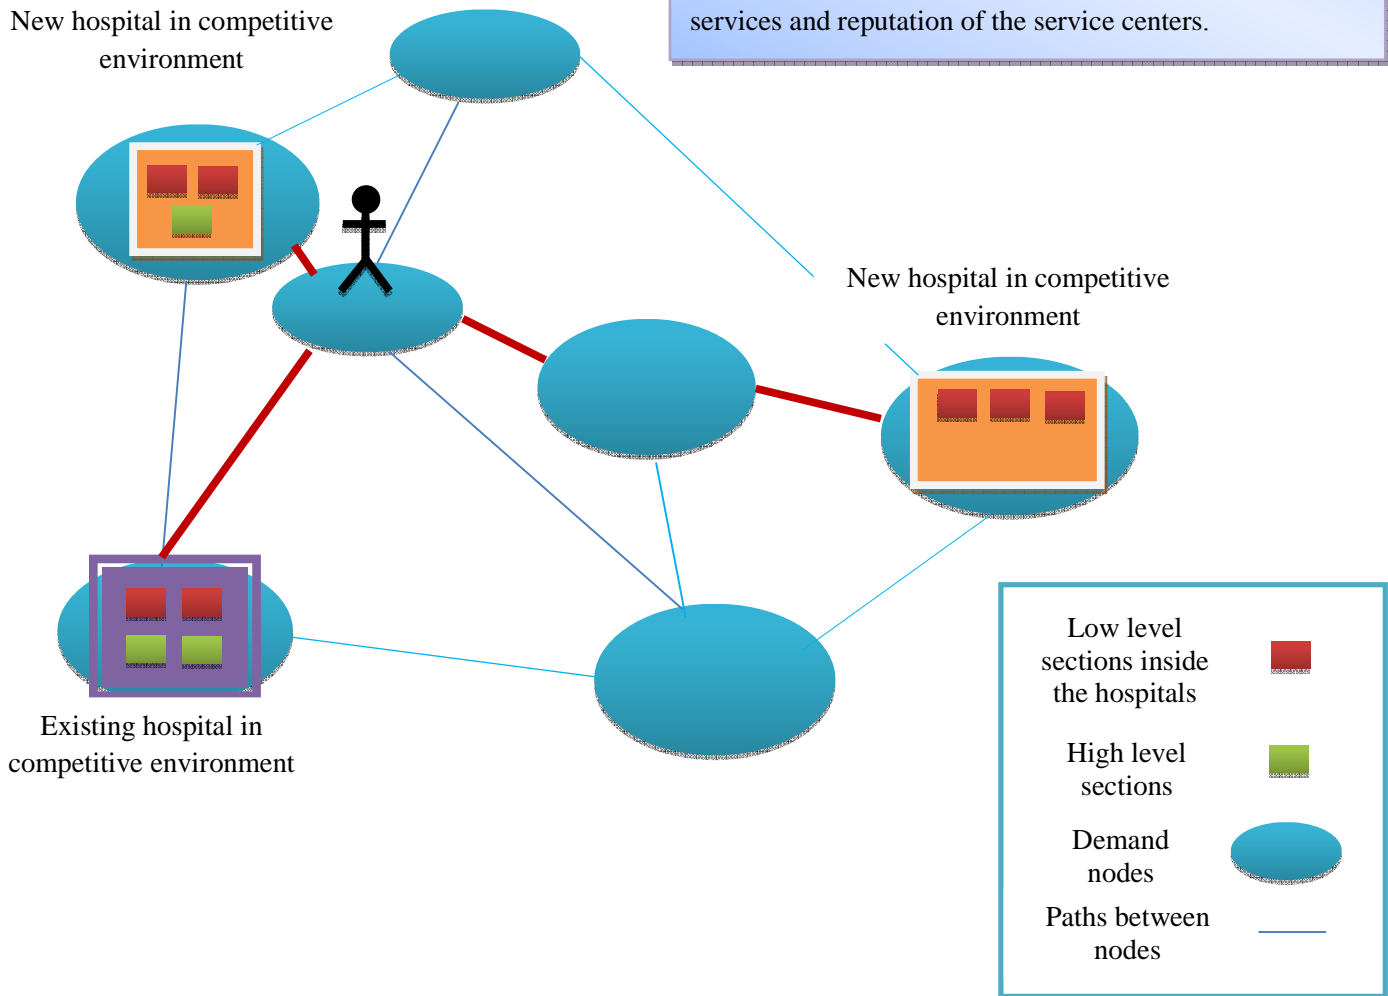 New hospital in competitive
environment
services and reputation of the service centers.
New hospital in competitive
environment
Existing hospital in
competitive environment
Low level
sections inside
the hospitals
High level
sections
Demand
nodes
Paths between
nodes